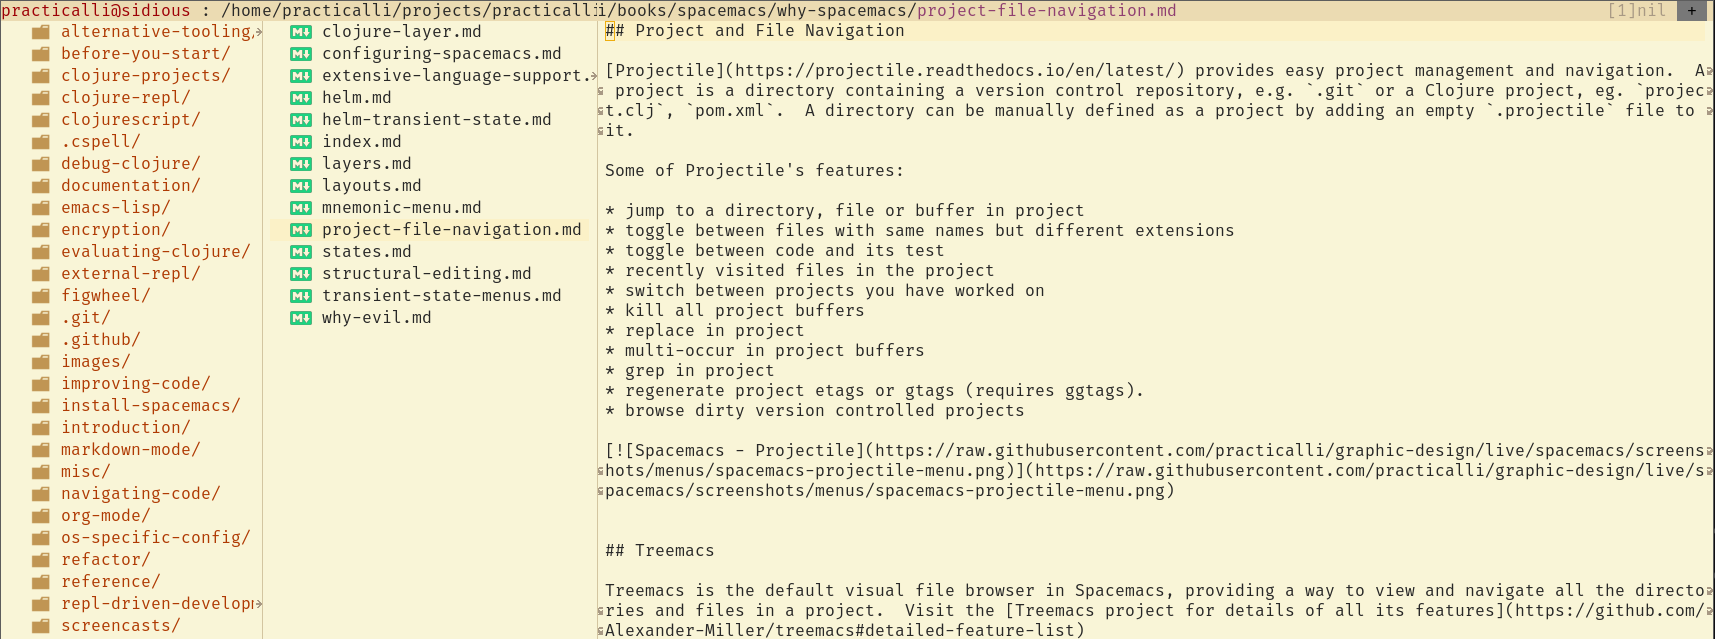 practicalli@sidious : /home/practicalli/projects/practicalli/books/spacemacs/why-spacemacs/project-file-navigation.md [1]nil +
alternative-tooling/
before-you-start/
clojure-projects/
clojure-repl/
clojurescript/
.cspell/
debug-clojure/
documentation/
emacs-lisp/
encryption/
evaluating-clojure/
external-repl/
figwheel/
.git/
.github/
images/
improving-code/
install-spacemacs/
introduction/
markdown-mode/
misc/
navigating-code/
org-mode/
os-specific-config/
refactor/
reference/
repl-driven-develop
screencasts/
M↓ clojure-layer.md
M↓ configuring-spacemacs.md
M↓ extensive-language-support.
M↓ helm.md
M↓ helm-transient-state.md
M↓ index.md
M↓ layers.md
M↓ layouts.md
M↓ mnemonic-menu.md
M↓ project-file-navigation.md
M↓ states.md
M↓ structural-editing.md
M↓ transient-state-menus.md
M↓ why-evil.md
## Project and File Navigation
[Projectile](https://projectile.readthedocs.io/en/latest/) provides easy project management and navigation.  A
project is a directory containing a version control repository, e.g. `.git` or a Clojure project, eg. `projec
t.clj`, `pom.xml`.  A directory can be manually defined as a project by adding an empty `.projectile` file to
it.
Some of Projectile's features:
* jump to a directory, file or buffer in project
* toggle between files with same names but different extensions
* toggle between code and its test
* recently visited files in the project
* switch between projects you have worked on
* kill all project buffers
* replace in project
* multi-occur in project buffers
* grep in project
* regenerate project etags or gtags (requires ggtags).
* browse dirty version controlled projects
[![Spacemacs - Projectile](https://raw.githubusercontent.com/practicalli/graphic-design/live/spacemacs/screens
hots/menus/spacemacs-projectile-menu.png)](https://raw.githubusercontent.com/practicalli/graphic-design/live/s
pacemacs/screenshots/menus/spacemacs-projectile-menu.png)
## Treemacs
Treemacs is the default visual file browser in Spacemacs, providing a way to view and navigate all the directo
ries and files in a project.  Visit the [Treemacs project for details of all its features](https://github.com/
Alexander-Miller/treemacs#detailed-feature-list)